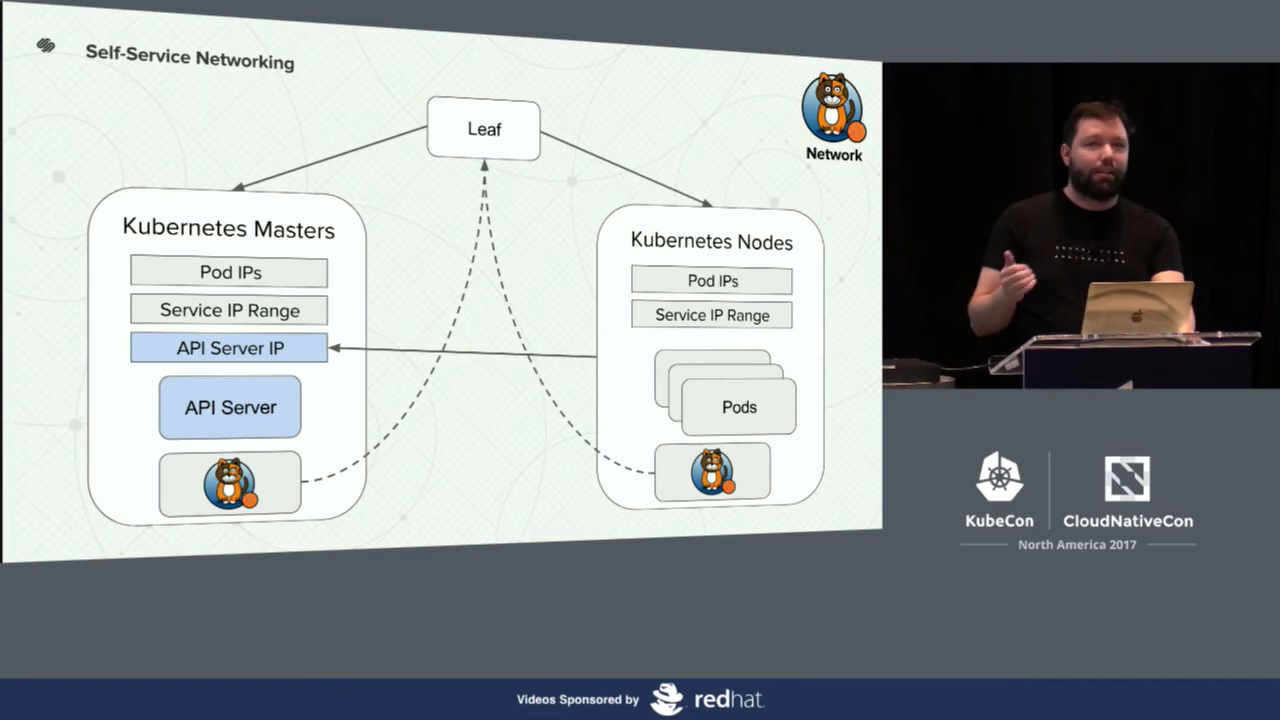 Self-Service Networking
Leaf
Network
Kubernetes Masters
Pod IPs
Service IP Range
API Server IP
API Server
Kubernetes Nodes
Pod IPs
Service IP Range
Pods
KubeCon
CloudNativeCon
North America 2017
Videos Sponsored by
redhat